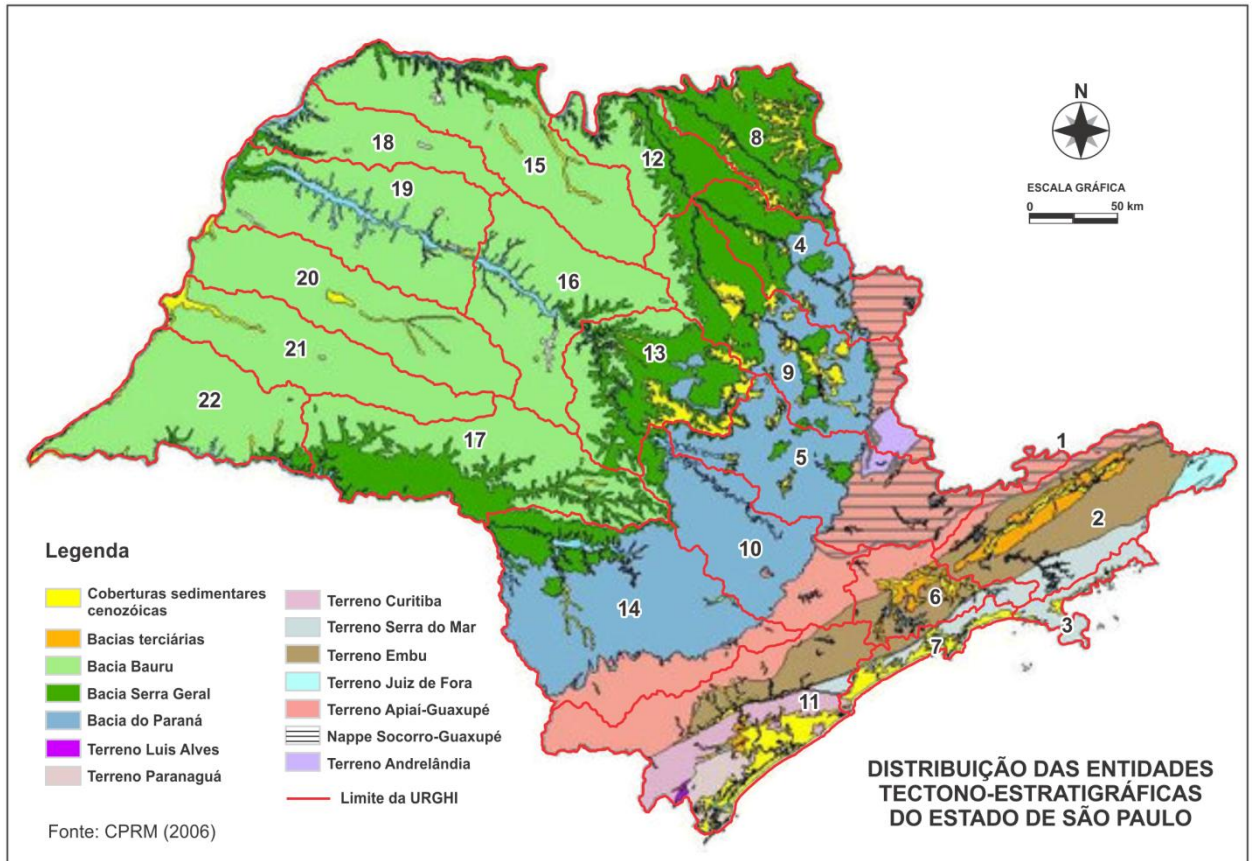 N
ESCALA GRÁFICA
0 50 km
18
15
12
8
19
4
16
20
13
9
21
22
17
5
1
2
10
14
6
3
7
11
Legenda
Coberturas sedimentares
cenozóicas
Bacias terciárias
Bacia Bauru
Bacia Serra Geral
Bacia do Paraná
Terreno Luis Alves
Terreno Paranaguá
Terreno Curitiba
Terreno Serra do Mar
Terreno Embu
Terreno Juiz de Fora
Terreno Apiaí-Guaxupé
Nappe Socorro-Guaxupé
Terreno Andrelândia
Limite da URGHI
Fonte: CPRM (2006)
DISTRIBUIÇÃO DAS ENTIDADES
TECTONO-ESTRATIGRÁFICAS
DO ESTADO DE SÃO PAULO